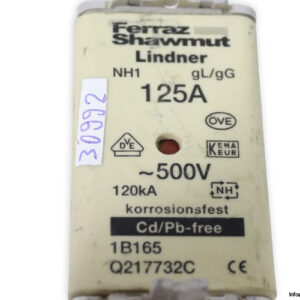 Ferraz
Shawmut
Lindner
NH1 gL/gG
125A
ÖVE
DVE
KEMA
KEUR
~500V
120kA NH
korrosionsfest
Cd/Pb-free
1B165
Q217732C CE
30992